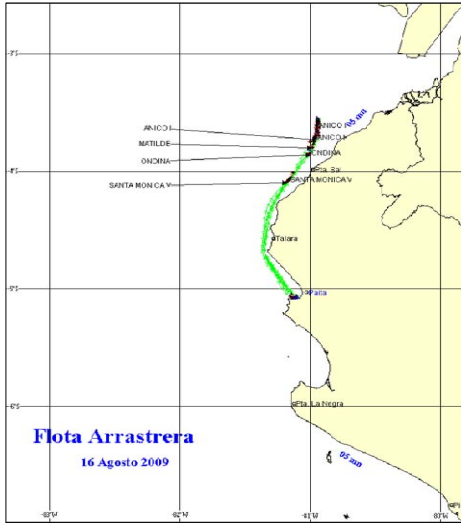 -3°S
05 mn
ANICO I
ANICO I
MATILDE
ONDINA
ONDINA
Pta. Sal
-4°S
SANTA MONICA V
SANTA MONICA V
Talara
-5°S
Paita
-6°S
Pta. La Negra
Flota Arrastrera
16 Agosto 2009
05 mn
-83°W
-82°W
-81°W
-80°W